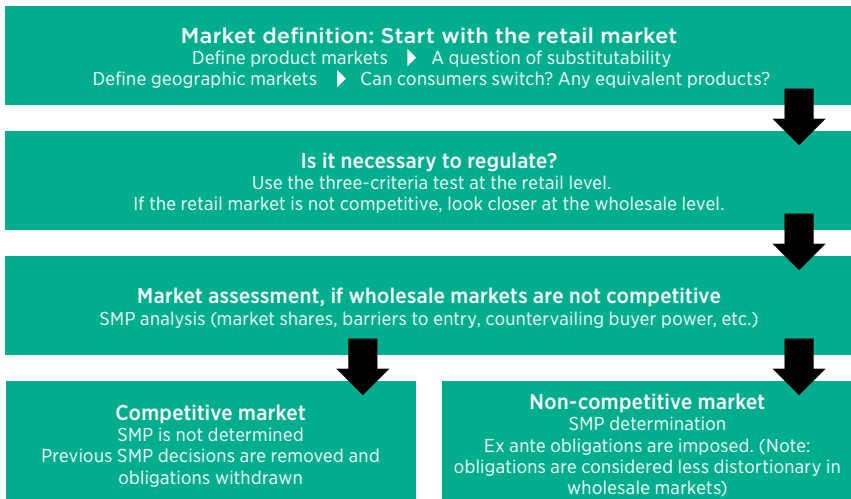 Market definition: Start with the retail market
Define product markets ▶ A question of substitutability
Define geographic markets ▶ Can consumers switch? Any equivalent products?
Is it necessary to regulate?
Use the three-criteria test at the retail level.
If the retail market is not competitive, look closer at the wholesale level.
Market assessment, if wholesale markets are not competitive
SMP analysis (market shares, barriers to entry, countervailing buyer power, etc.)
Competitive market
SMP is not determined
Previous SMP decisions are removed and
obligations withdrawn
Non-competitive market
SMP determination
Ex ante obligations are imposed. (Note:
obligations are considered less distortionary in
wholesale markets)